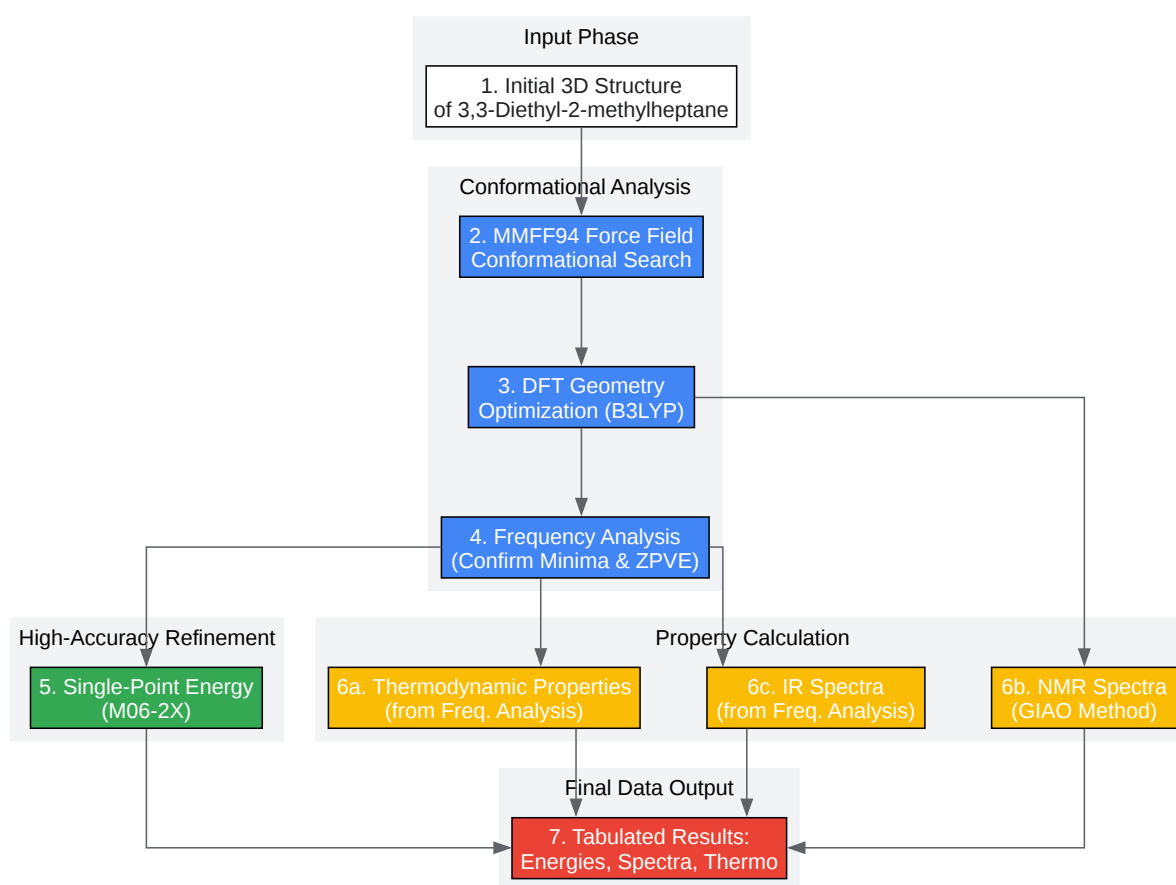 Input Phase
1. Initial 3D Structure
of 3,3-Diethyl-2-methylheptane
Conformational Analysis
2. MMFF94 Force Field
Conformational Search
3. DFT Geometry
Optimization (B3LYP)
4. Frequency Analysis
(Confirm Minima & ZPVE)
High-Accuracy Refinement
5. Single-Point Energy
(M06-2X)
Property Calculation
6a. Thermodynamic Properties
(from Freq. Analysis)
6c. IR Spectra
(from Freq. Analysis)
6b. NMR Spectra
(GIAO Method)
Final Data Output
7. Tabulated Results:
Energies, Spectra, Thermo